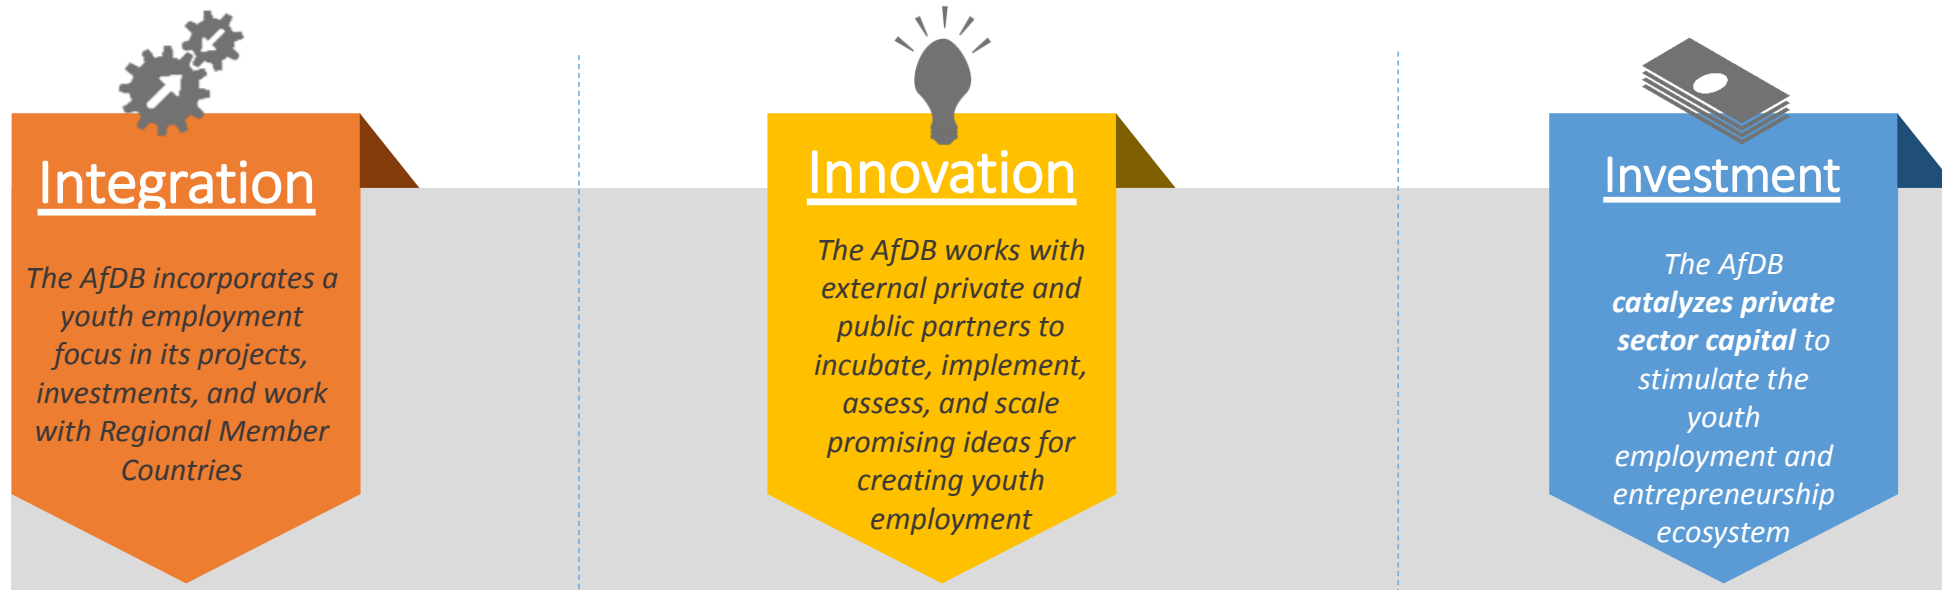 Integration
The AfDB incorporates a
youth employment
focus in its projects,
investments, and work
with Regional Member
Countries
Innovation
The AfDB works with
external private and
public partners to
incubate, implement,
assess, and scale
promising ideas for
creating youth
employment
Investment
The AfDB
catalyzes private
sector capital to
stimulate the
youth
employment and
entrepreneurship
ecosystem